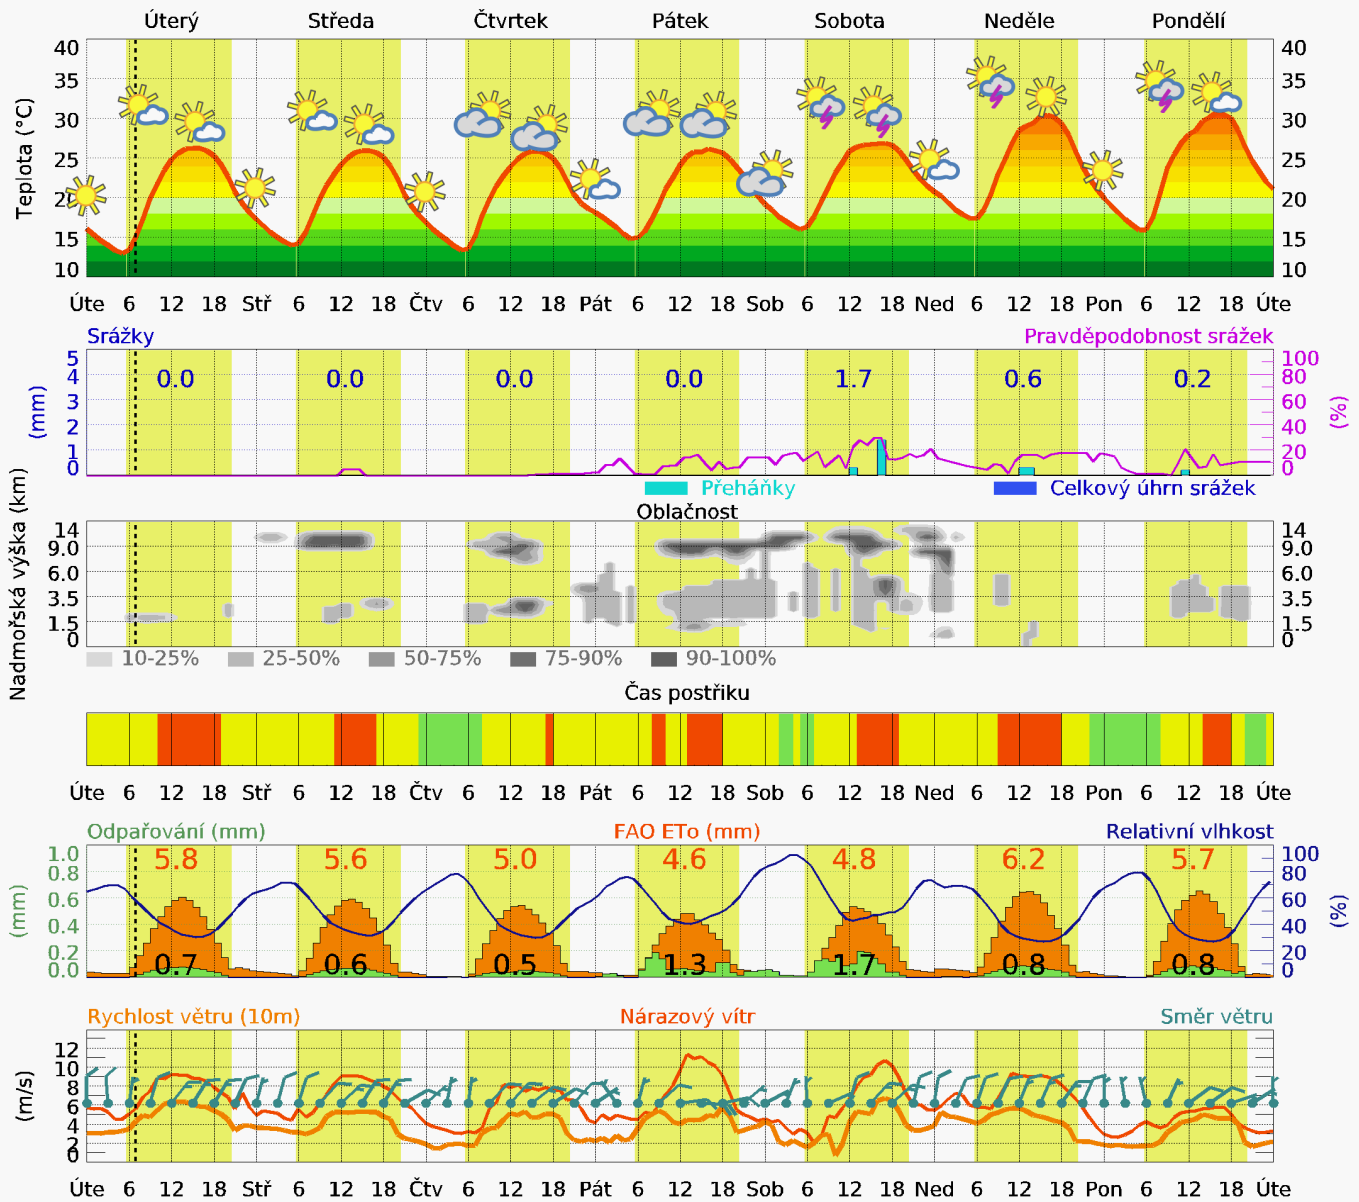 Úterý Středa Čtvrtek Pátek Sobota Neděle Pondělí
Teplota (°C)
40 40
35 35
30 30
25 25
20 20
15 15
10 10
Úte 6 12 18 Stř 6 12 18 Čtv 6 12 18 Pát 6 12 18 Sob 6 12 18 Ned 6 12 18 Pon 6 12 18 Úte
Srážky Pravděpodobnost srážek
(mm) (%)
5 100
4 0.0 0.0 0.0 0.0 1.7 0.6 0.2 80
3 60
2 40
1 20
0 0
Přeháňky Celkový úhrn srážek
Oblačnost
Nadmořská výška (km)
14 14
9.0 9.0
6.0 6.0
3.5 3.5
1.5 1.5
0 0
10-25% 25-50% 50-75% 75-90% 90-100%
Čas postřiku
Úte 6 12 18 Stř 6 12 18 Čtv 6 12 18 Pát 6 12 18 Sob 6 12 18 Ned 6 12 18 Pon 6 12 18 Úte
Odpařování (mm) FAO ETo (mm) Relativní vlhkost
(mm) (%)
1.0 5.8 5.6 5.0 4.6 4.8 6.2 5.7 100
0.8 80
0.6 60
0.4 40
0.2 20
0.0 0.7 0.6 0.5 1.3 1.7 0.8 0.8 0
Rychlost větru (10m) Nárazový vítr Směr větru
(m/s)
12
10
8
6
4
2
0
Úte 6 12 18 Stř 6 12 18 Čtv 6 12 18 Pát 6 12 18 Sob 6 12 18 Ned 6 12 18 Pon 6 12 18 Úte